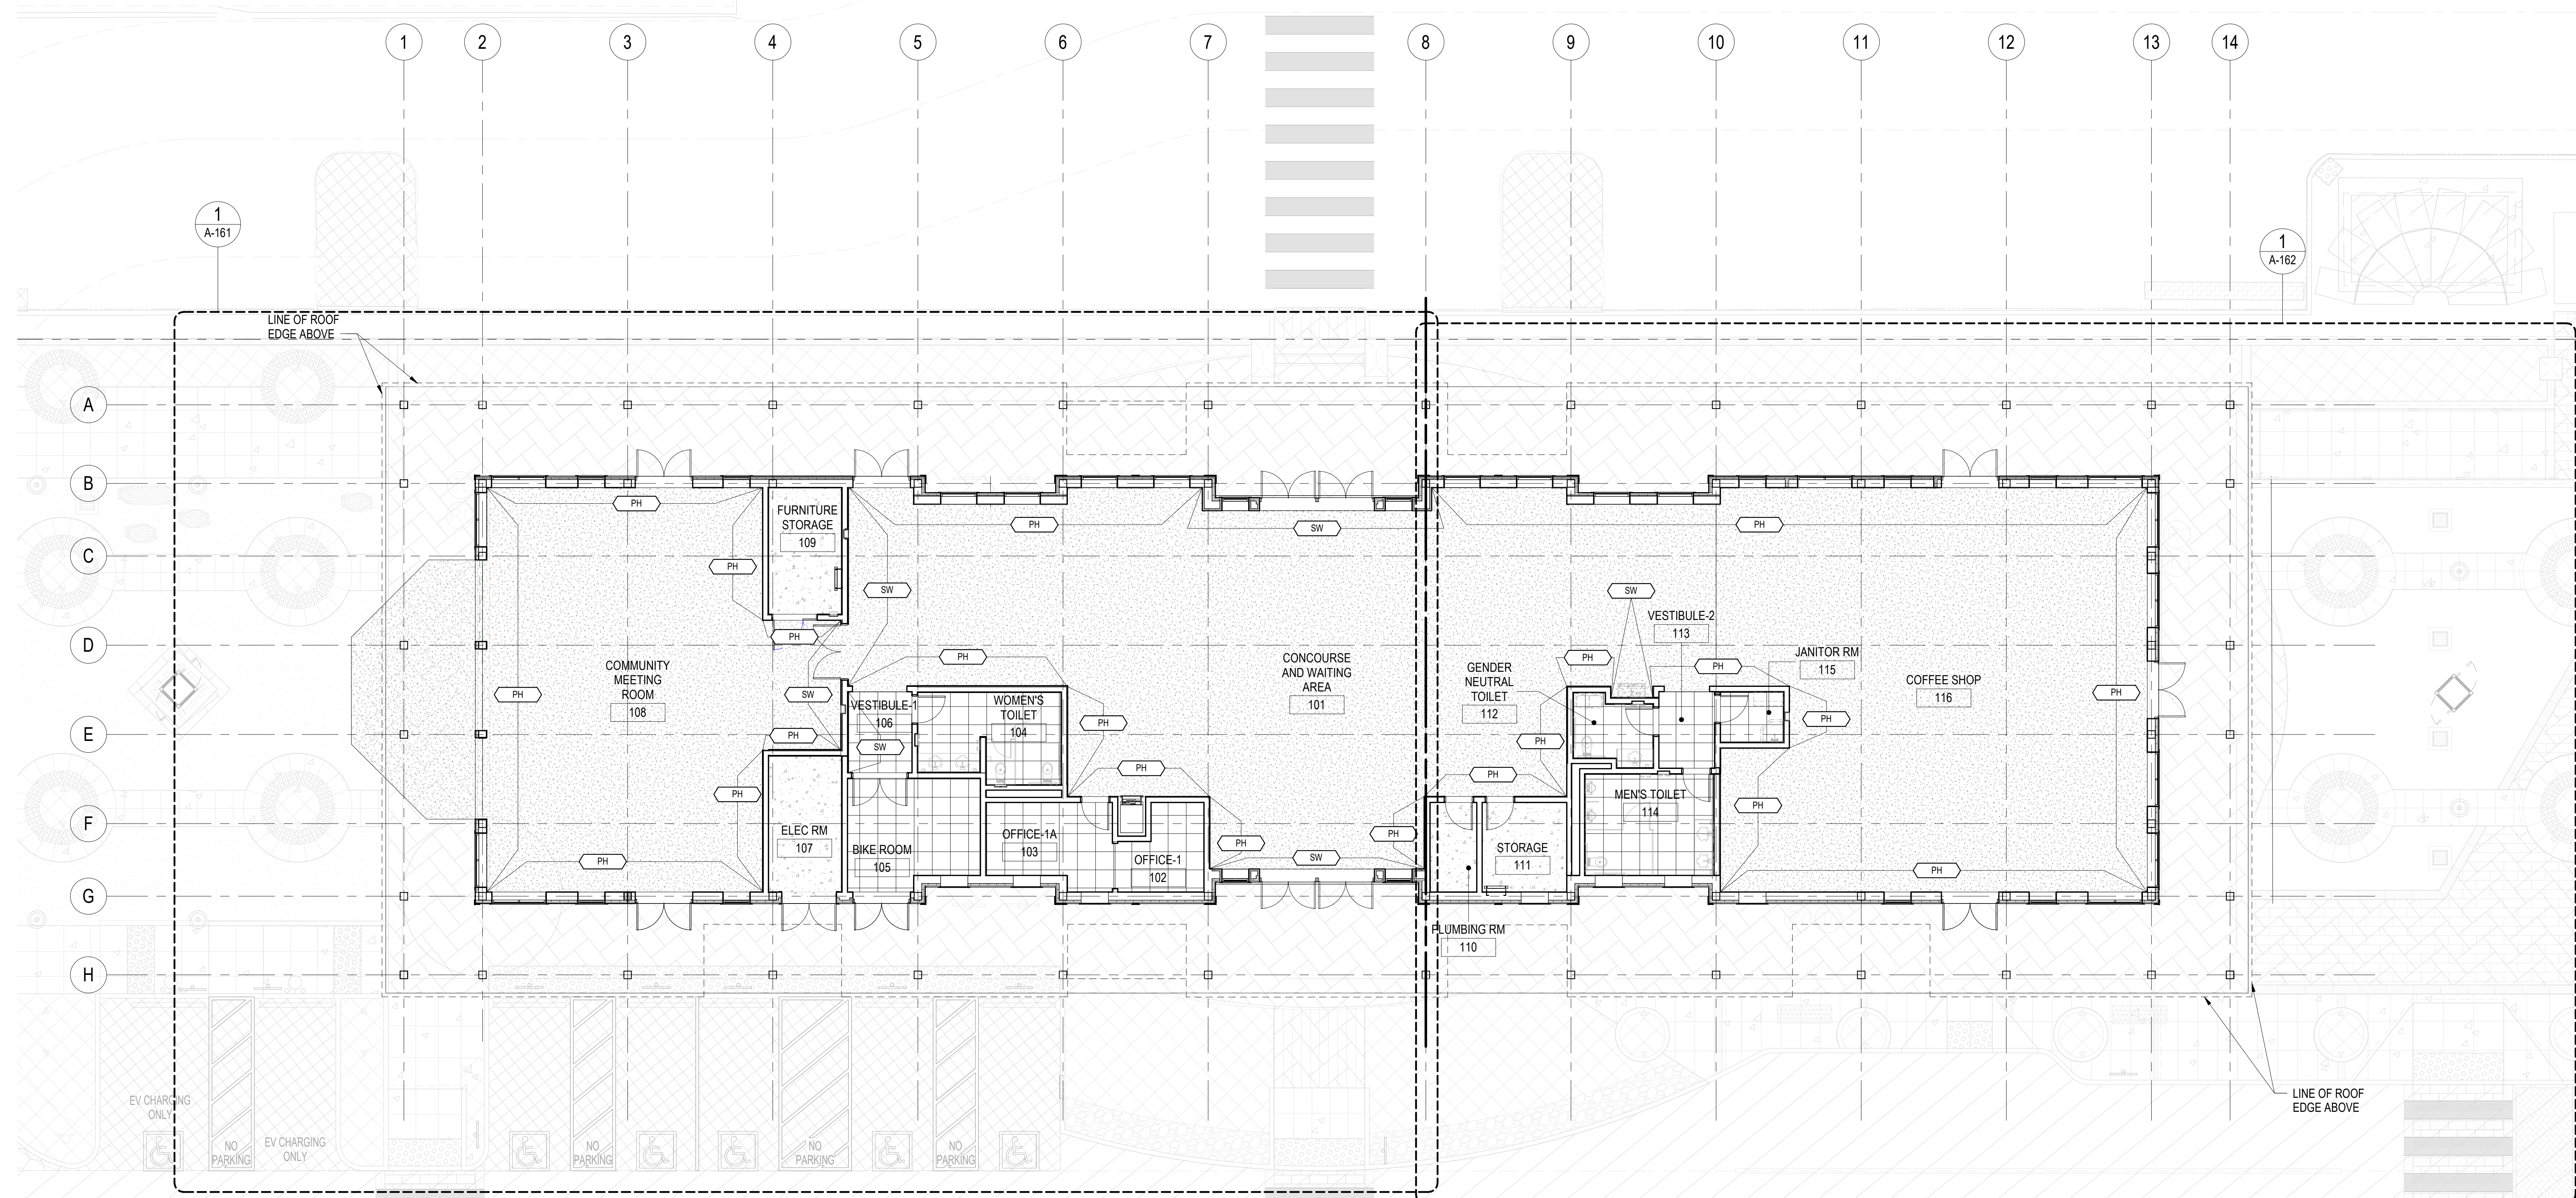 1
2
3
4
5
6
7
8
9
10
11
12
13
14
1
A-161
1
A-162
LINE OF ROOF
EDGE ABOVE
A
B
C
D
E
F
G
H
PH
FURNITURE
STORAGE
109
PH
PH
SW
PH
SW
PH
PH
COMMUNITY
MEETING
ROOM
108
PH
SW
PH
PH
PH
ELEC RM
107
VESTIBULE-1
106
SW
WOMEN'S
TOILET
104
PH
PH
PH
BIKE ROOM
105
OFFICE-1A
103
OFFICE-1
102
PH
CONCOURSE
AND WAITING
AREA
101
SW
PH
SW
PH
GENDER
NEUTRAL
TOILET
112
PH
PH
VESTIBULE-2
113
PH
JANITOR RM
115
PH
COFFEE SHOP
116
PH
PH
PH
MEN'S TOILET
114
STORAGE
111
PLUMBING RM
110
EV CHARGING
ONLY
EV CHARGING
ONLY
NO
PARKING
NO
PARKING
NO
PARKING
NO
PARKING
LINE OF ROOF
EDGE ABOVE